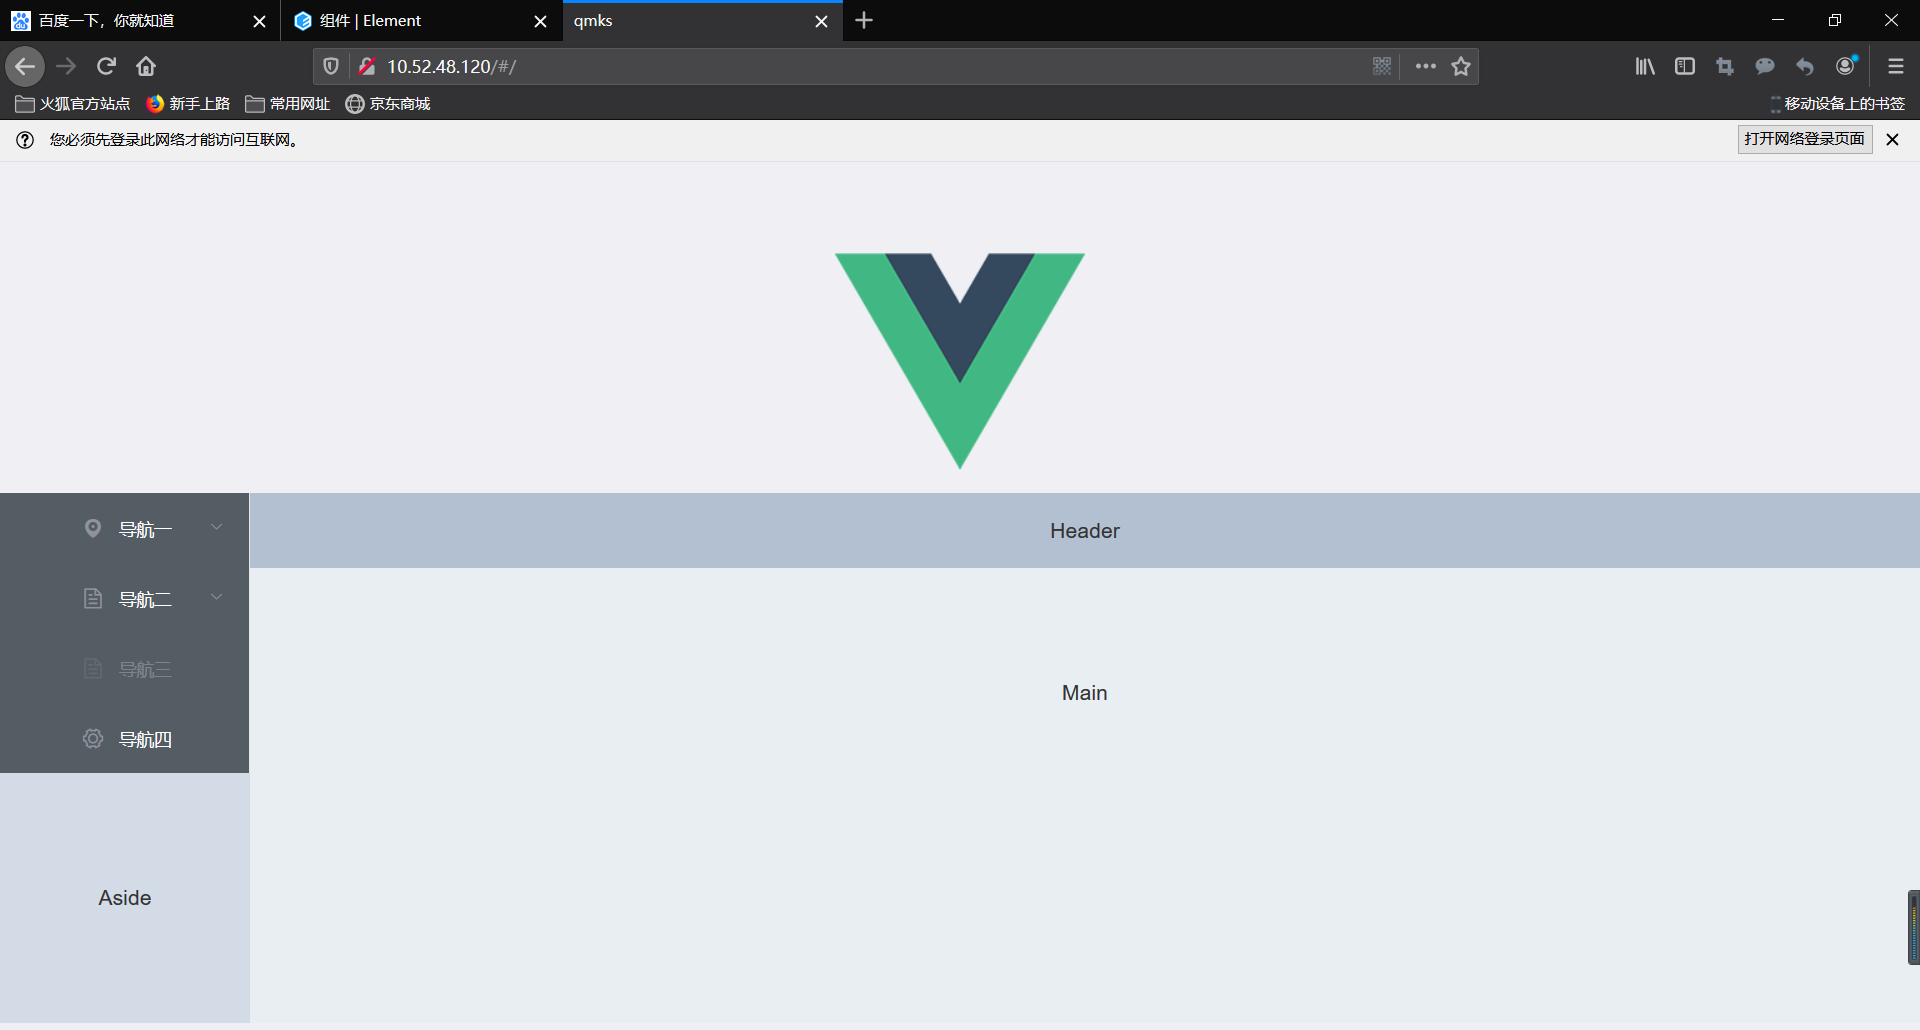 百度一下，你就知道
组件 | Element
qmks
10.52.48.120/#/
火狐官方站点
新手上路
常用网址
京东商城
移动设备上的书签
您必须先登录此网络才能访问互联网。
打开网络登录页面
导航一
Header
导航二
导航三
Main
导航四
Aside